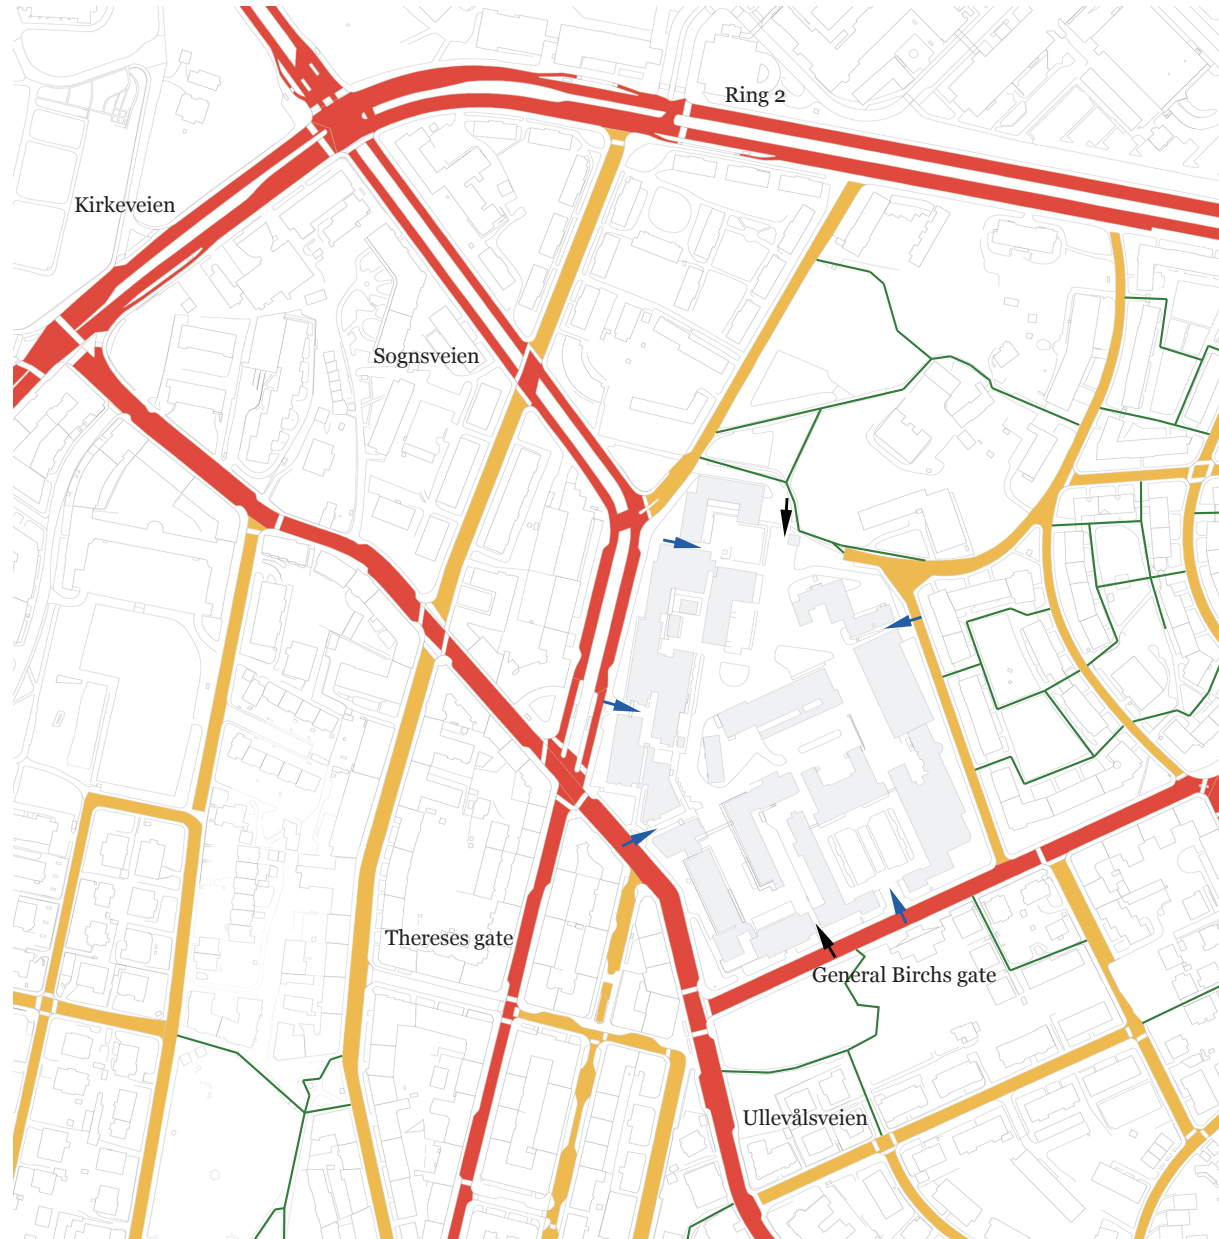 Ring 2
Kirkeveien
Sognsveien
Thereses gate
General Birchs gate
Ullevålsveien